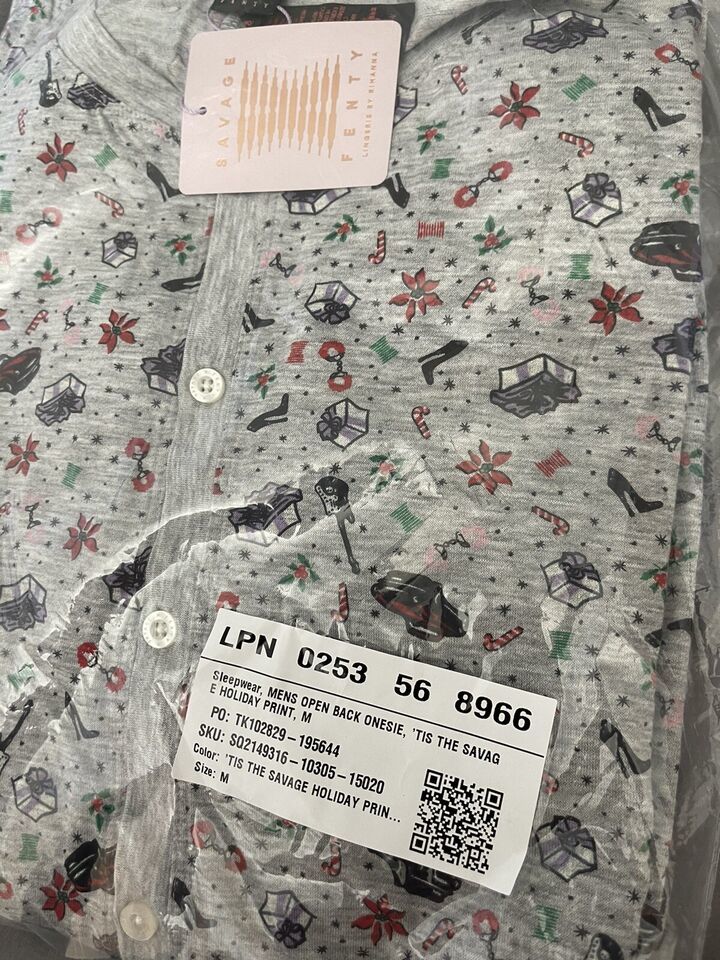 FENTY
SAVAGE
FENTY
LINGERIE BY RIHANNA
LPN 0253 56 8966
Sleepwear, MENS OPEN BACK ONESIE, 'TIS THE SAVAG
E HOLIDAY PRINT, M
PO: TK102829-195644
SKU: SQ2149316-10305-15020
Color: 'TIS THE SAVAGE HOLIDAY PRIN...
Size: M